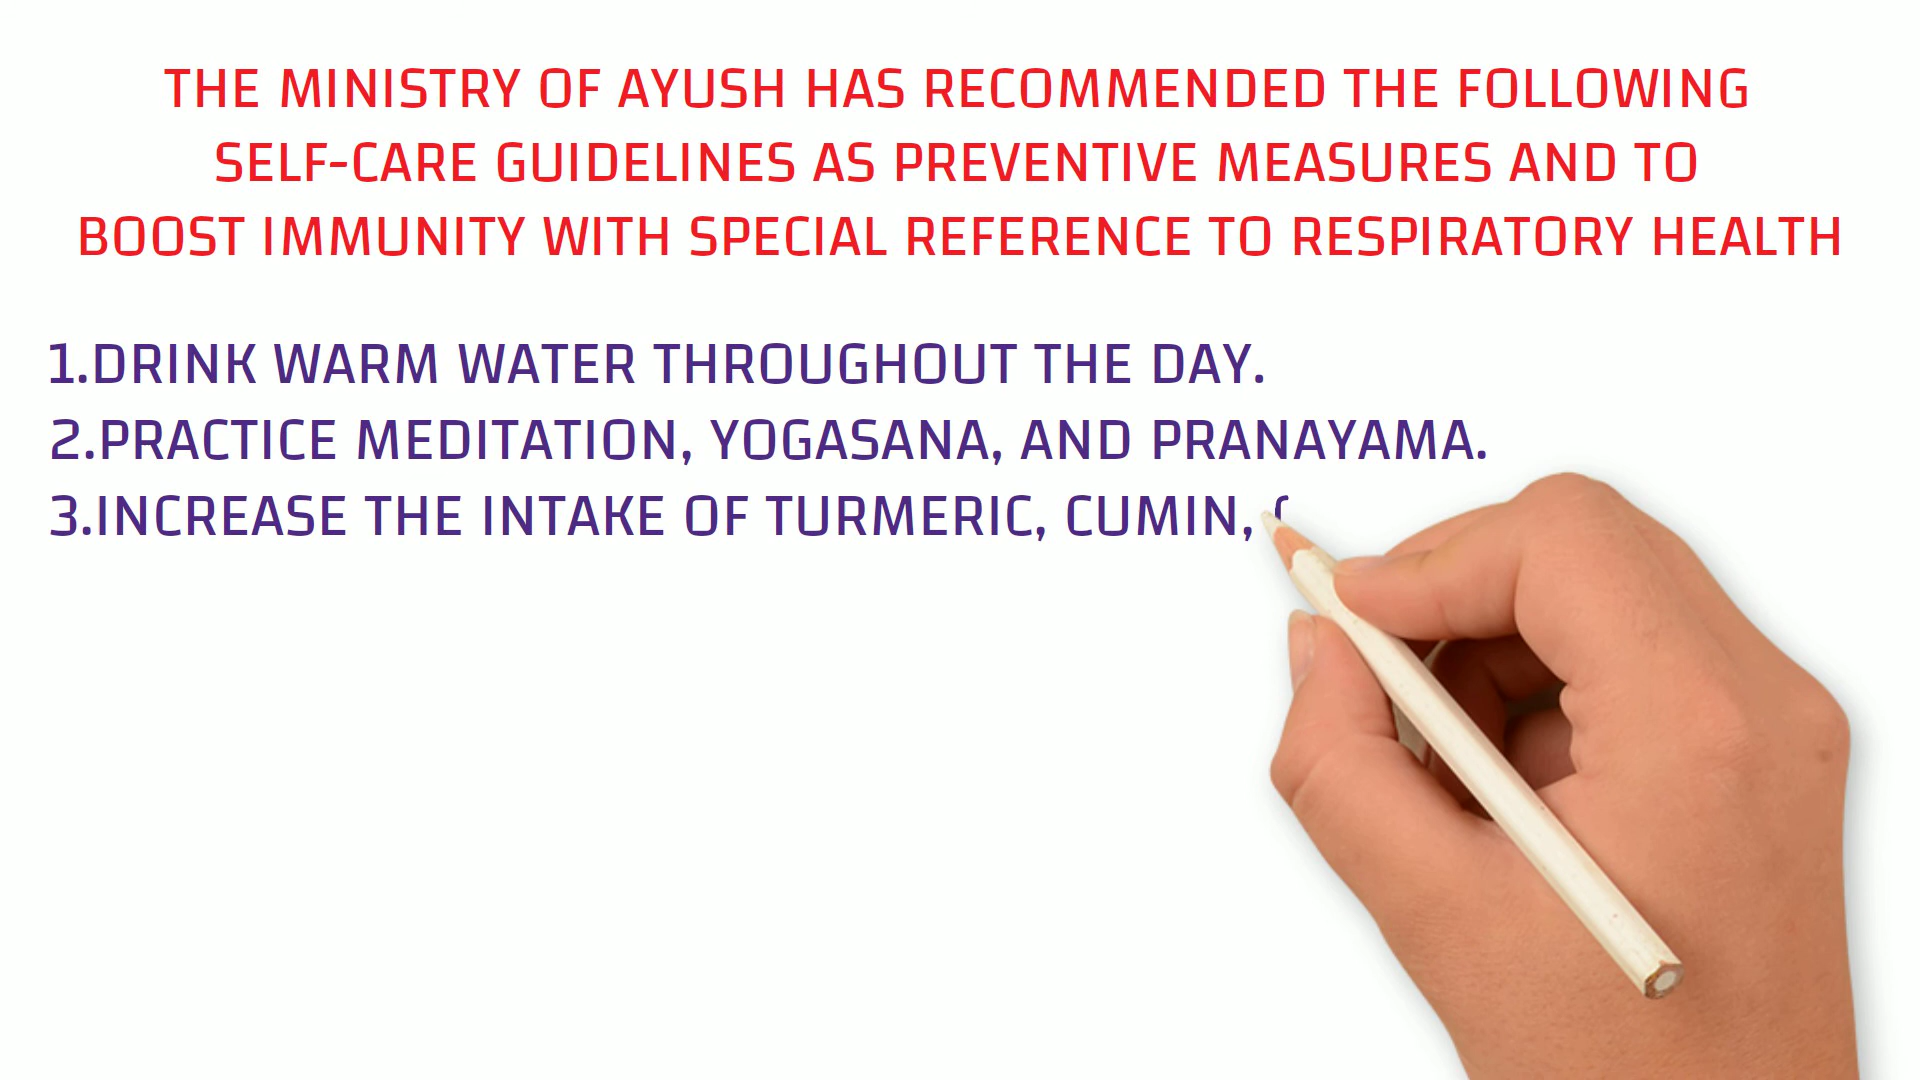 THE MINISTRY OF AYUSH HAS RECOMMENDED THE FOLLOWING
SELF-CARE GUIDELINES AS PREVENTIVE MEASURES AND TO
BOOST IMMUNITY WITH SPECIAL REFERENCE TO RESPIRATORY HEALTH
1.DRINK WARM WATER THROUGHOUT THE DAY.
2.PRACTICE MEDITATION, YOGASANA, AND PRANAYAMA.
3.INCREASE THE INTAKE OF TURMERIC, CUMIN,